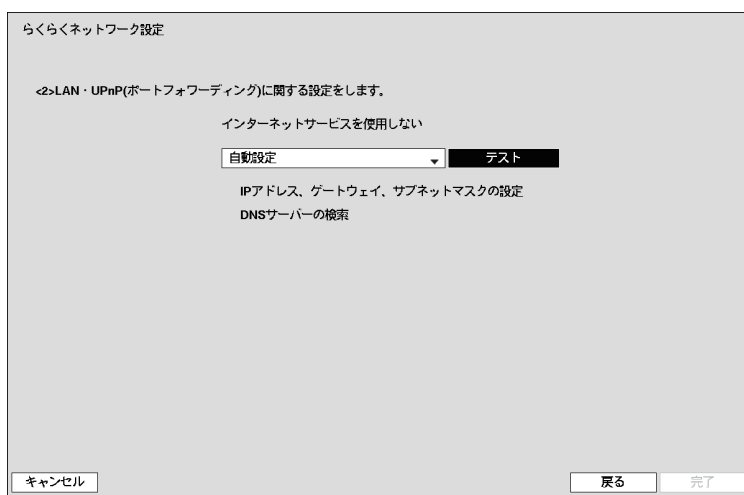 らくらくネットワーク設定
<2>LAN・UPnP(ポートフォワーディング)に関する設定をします。
インターネットサービスを使用しない
自動設定 テスト
IPアドレス、ゲートウェイ、サブネットマスクの設定
DNSサーバーの検索
キャンセル 戻る 完了